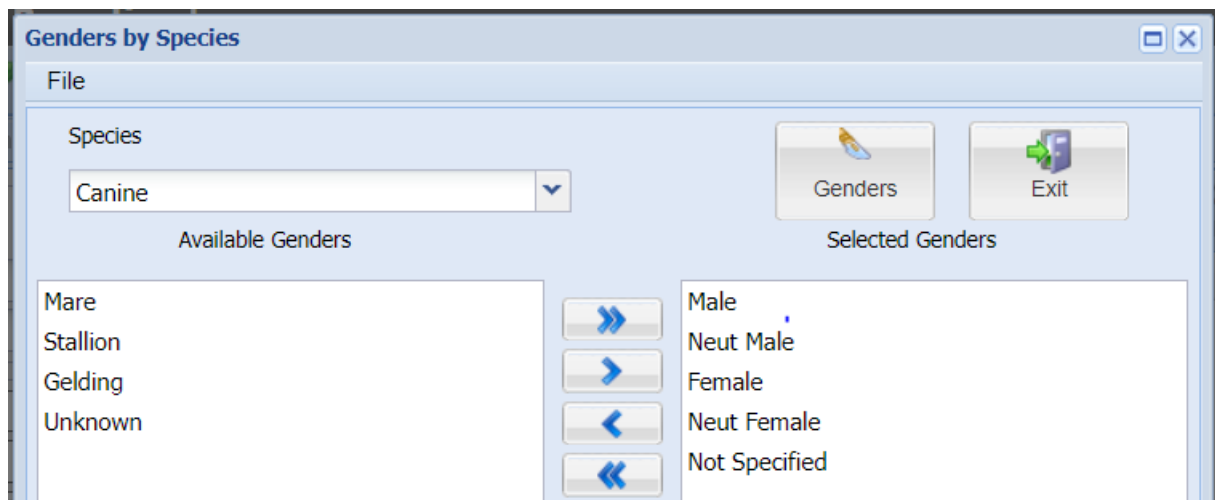 Genders by Species
File
Species
Canine
Genders
Exit
Available Genders
Selected Genders
Mare
Stallion
Gelding
Unknown
Male
Neut Male
Female
Neut Female
Not Specified